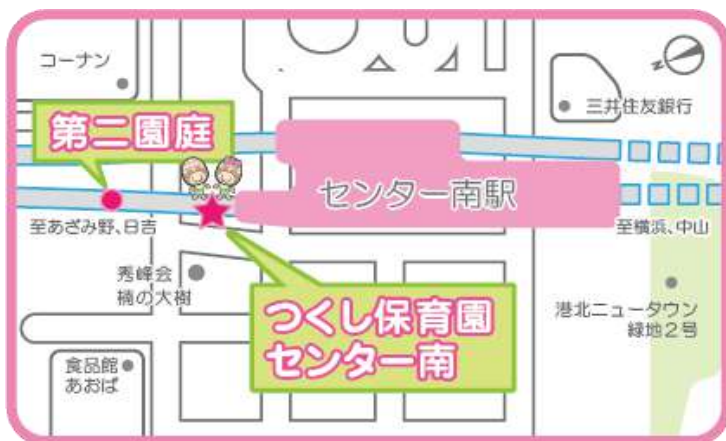 コーナン
z
三井住友銀行
第二園庭
センター南駅
至あざみ野、日吉
至横浜、中山
秀峰会
楠の大樹
つくし保育園
センター南
港北ニュータウン
緑地2号
食品館
あおば